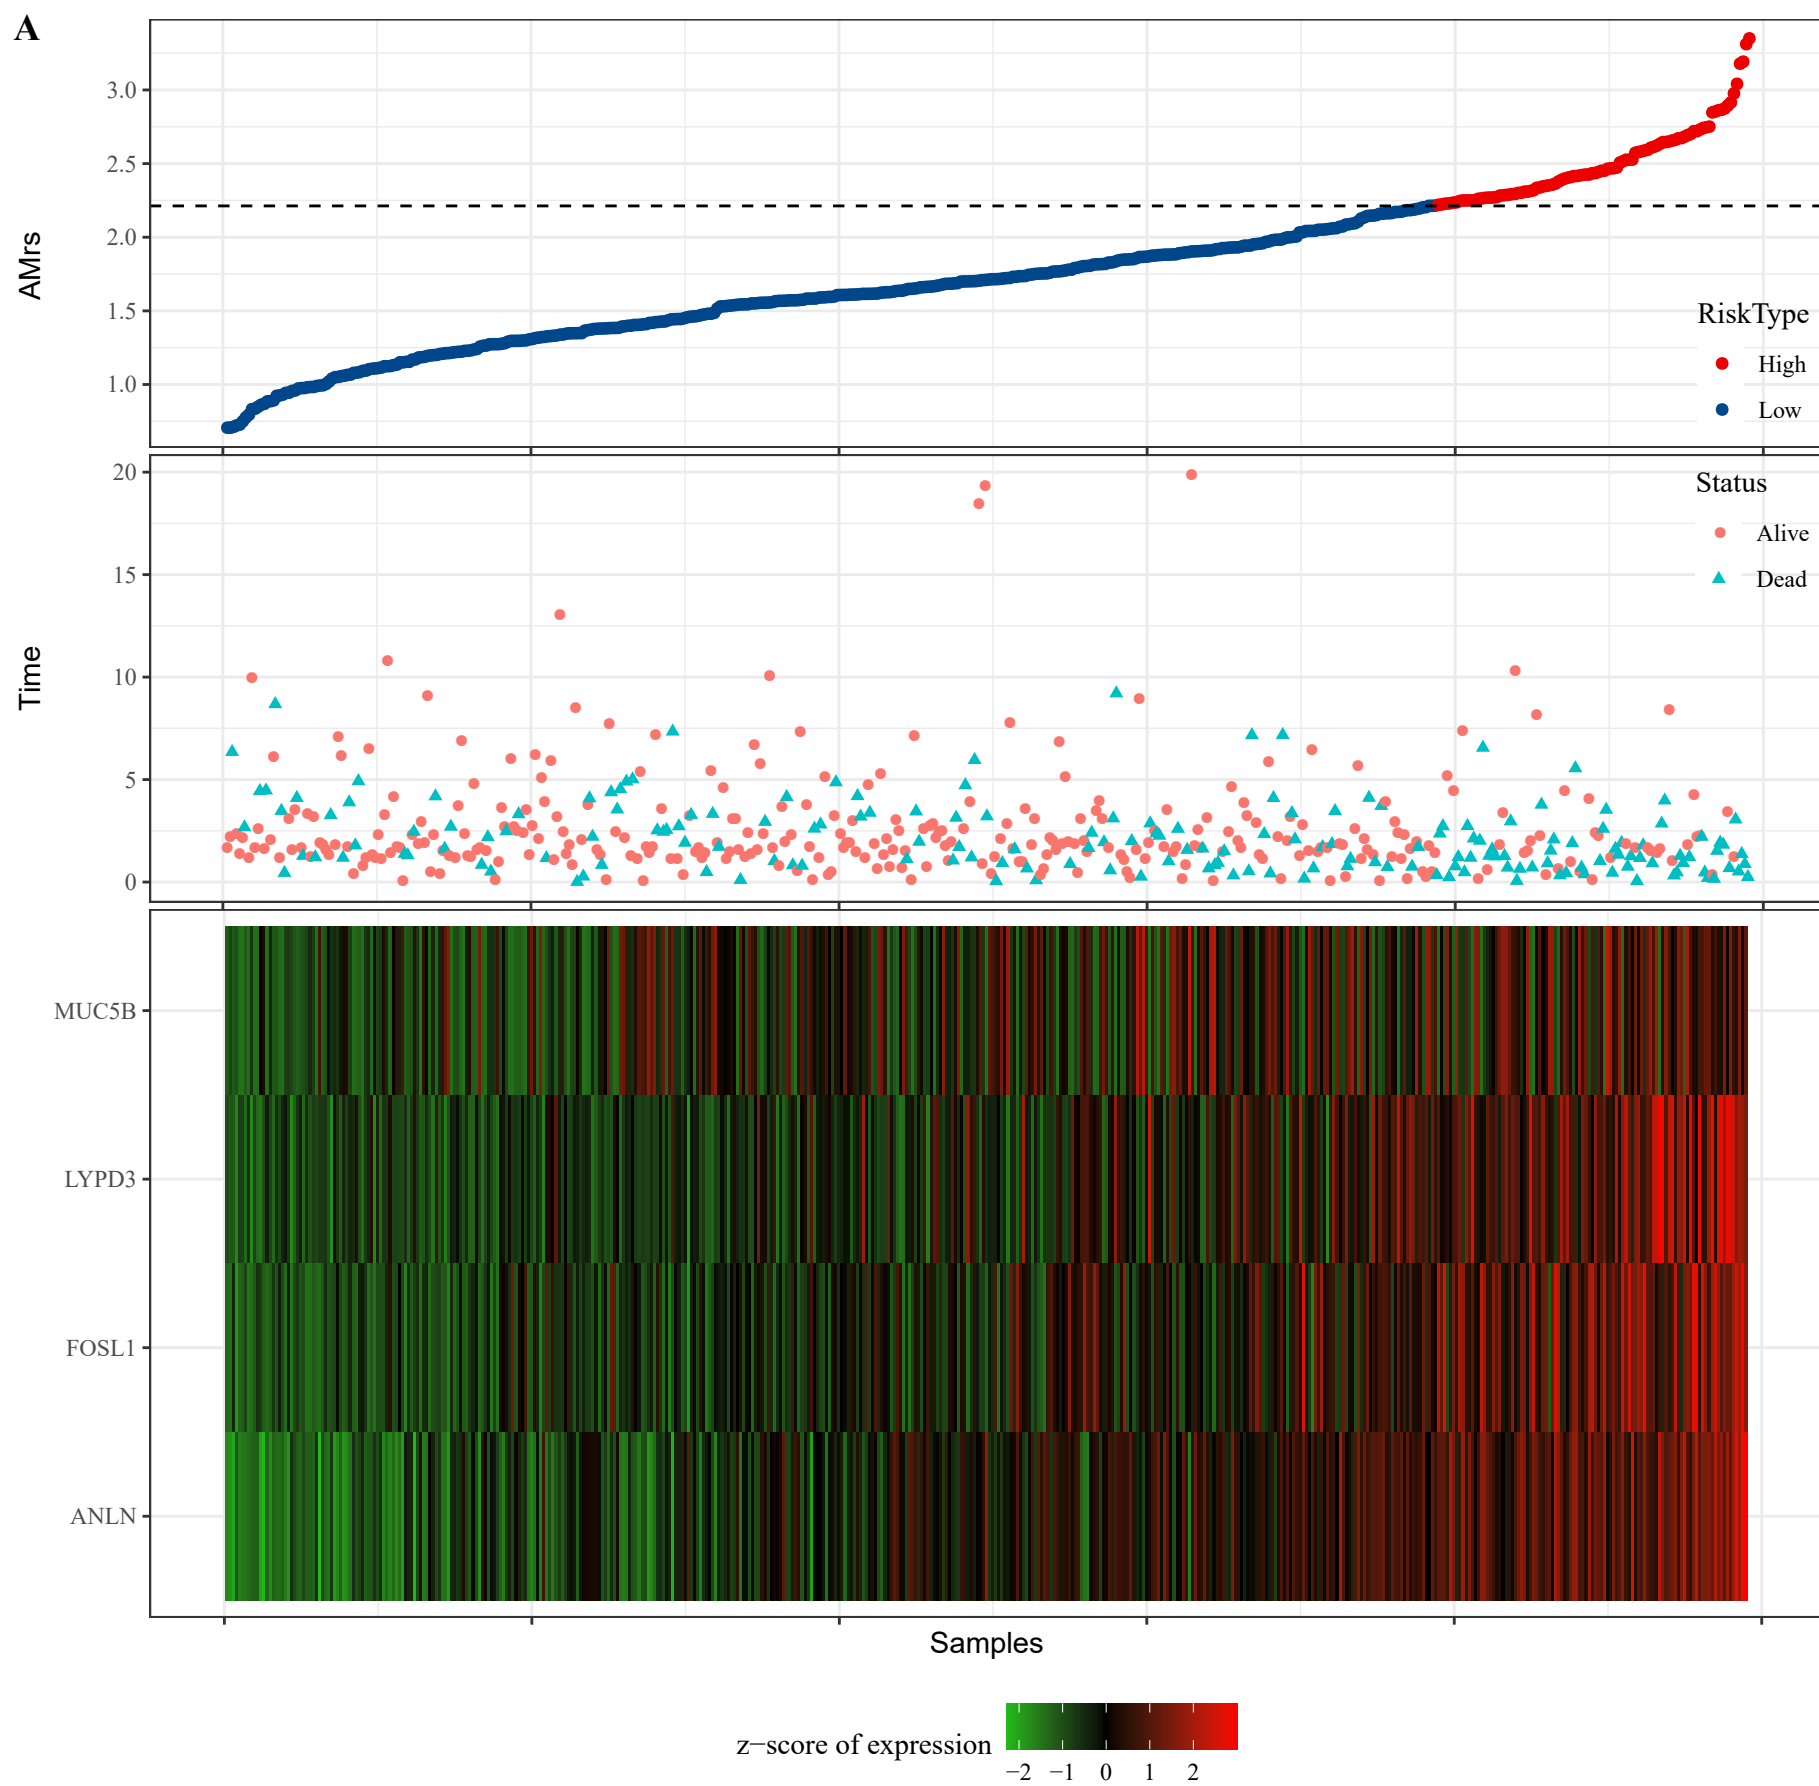 A
AMrs
3.0
2.5
2.0
1.5
1.0
RiskType
High
Low
Time
20
15
10
5
0
Status
Alive
Dead
MUC5B
LYPD3
FOSL1
ANLN
Samples
z−score of expression
−2 −1 0 1 2